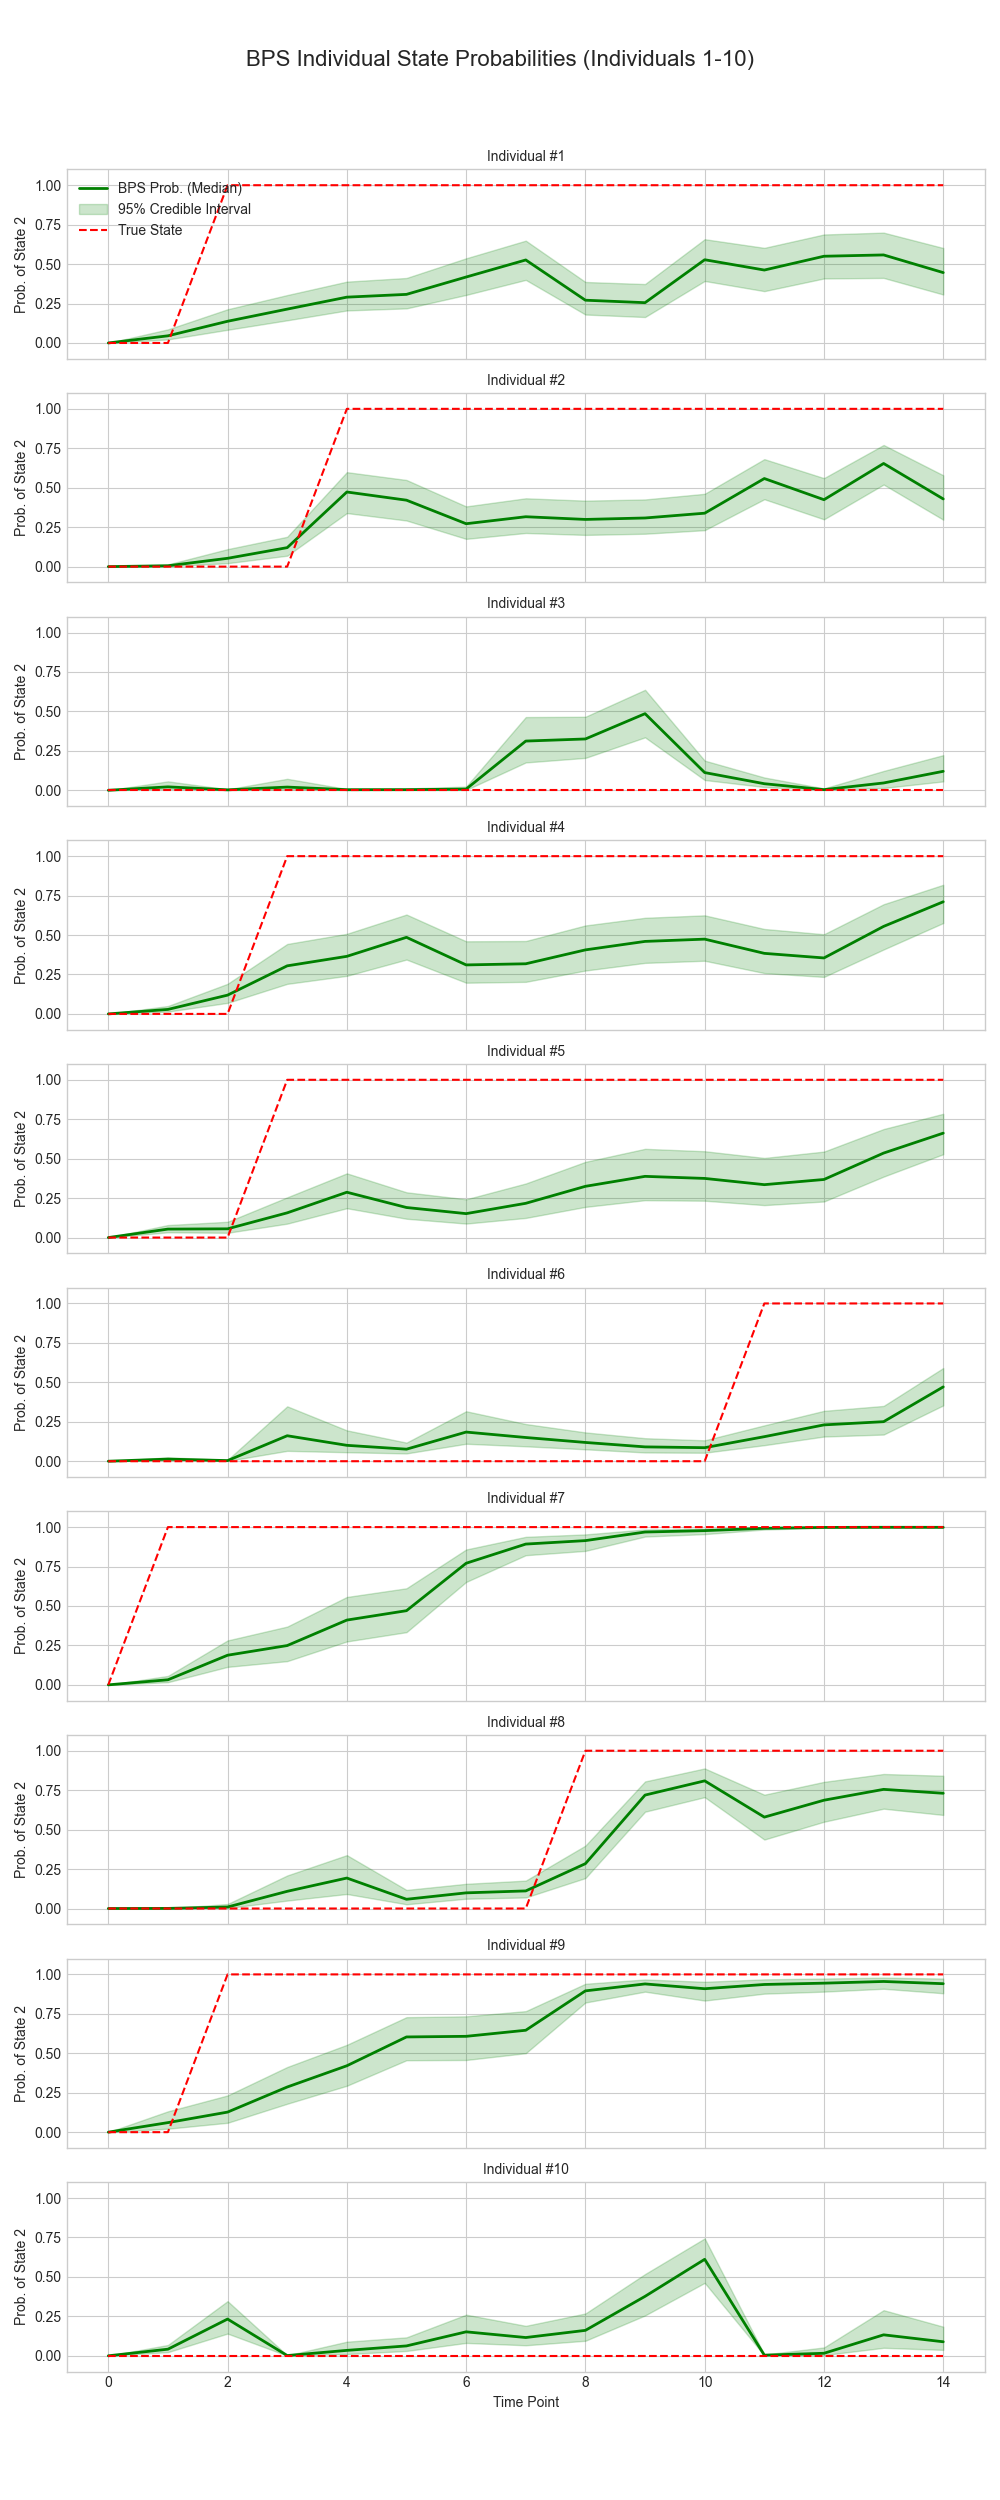 BPS Individual State Probabilities (Individuals 1-10)
Individual #1
BPS Prob. (Median)
95% Credible Interval
True State
Prob. of State 2
1.00
0.75
0.50
0.25
0.00
Individual #2
Prob. of State 2
1.00
0.75
0.50
0.25
0.00
Individual #3
Prob. of State 2
1.00
0.75
0.50
0.25
0.00
Individual #4
Prob. of State 2
1.00
0.75
0.50
0.25
0.00
Individual #5
Prob. of State 2
1.00
0.75
0.50
0.25
0.00
Individual #6
Prob. of State 2
1.00
0.75
0.50
0.25
0.00
Individual #7
Prob. of State 2
1.00
0.75
0.50
0.25
0.00
Individual #8
Prob. of State 2
1.00
0.75
0.50
0.25
0.00
Individual #9
Prob. of State 2
1.00
0.75
0.50
0.25
0.00
Individual #10
Prob. of State 2
1.00
0.75
0.50
0.25
0.00
0 2 4 6 8 10 12 14
Time Point